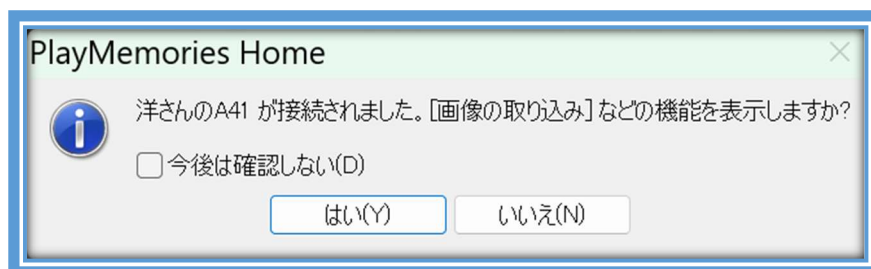 PlayMemories Home
洋さんのA41 が接続されました。[画像の取り込み]などの機能を表示しますか?
今後は確認しない(D)
はい(Y)
いいえ(N)